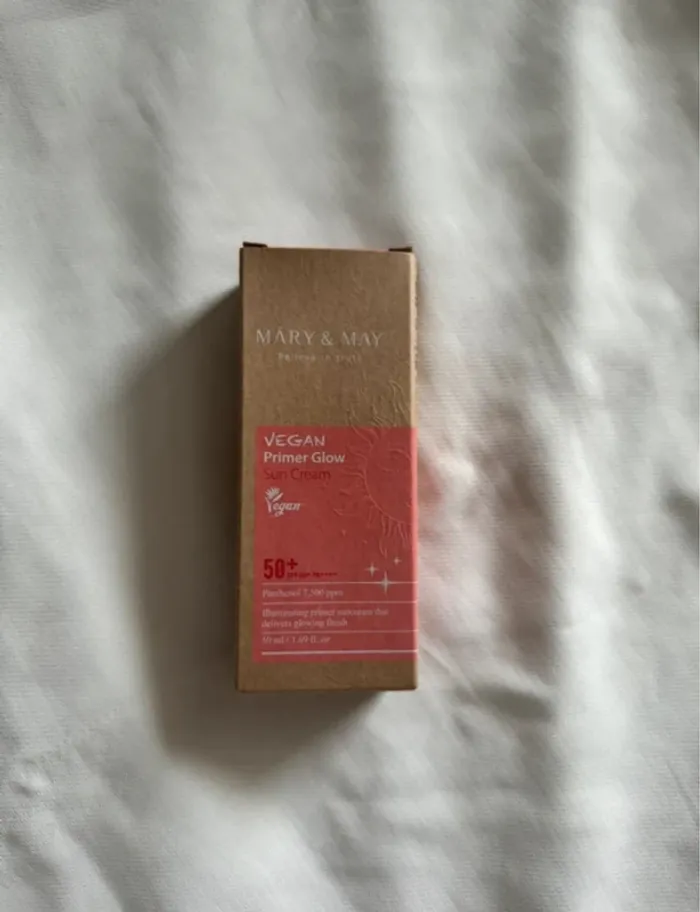 MÁRY & MAY
VEGAN
Primer Glow
Sun Cream
Vegan
50+
Panthenol 7,500 ppm
Illuminating primer sunscreen that
delivers glowing finish
50 ml / 1.69 fl. oz